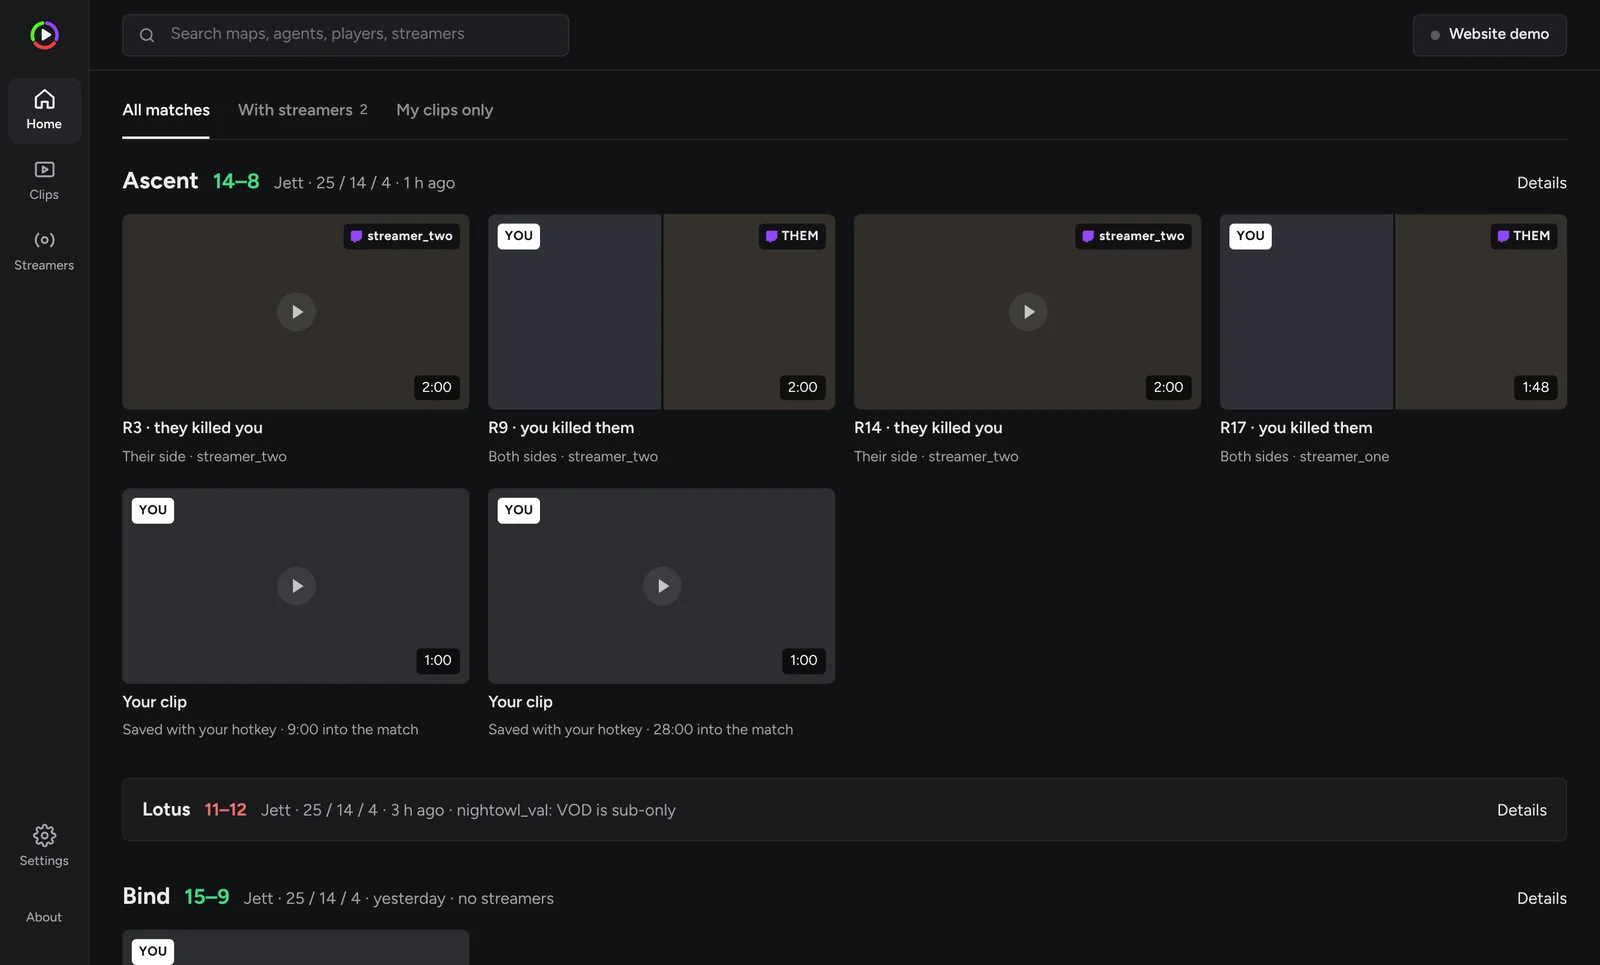 Search maps, agents, players, streamers
Website demo
Home
Clips
Streamers
Settings
About
All matches
With streamers 2
My clips only
Ascent 14–8 Jett · 25 / 14 / 4 · 1 h ago
Details
streamer_two
2:00
R3 · they killed you
Their side · streamer_two
YOU
THEM
2:00
R9 · you killed them
Both sides · streamer_two
streamer_two
2:00
R14 · they killed you
Their side · streamer_two
YOU
THEM
1:48
R17 · you killed them
Both sides · streamer_one
YOU
1:00
Your clip
Saved with your hotkey · 9:00 into the match
YOU
1:00
Your clip
Saved with your hotkey · 28:00 into the match
Lotus 11–12 Jett · 25 / 14 / 4 · 3 h ago · nightowl_val: VOD is sub-only
Details
Bind 15–9 Jett · 25 / 14 / 4 · yesterday · no streamers
Details
YOU